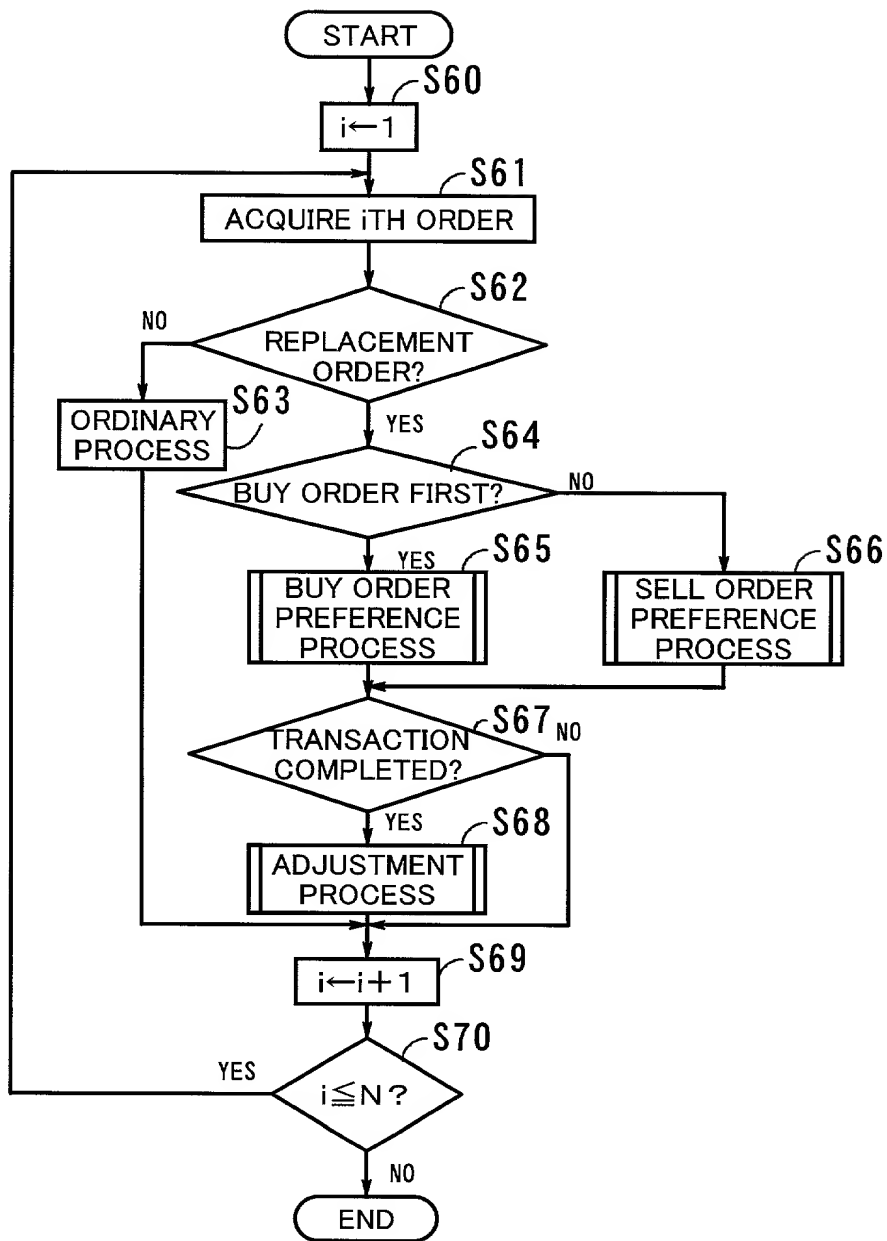 START
S60
i←1
S61
ACQUIRE iTH ORDER
S62
NO
REPLACEMENT
ORDER?
S63
ORDINARY
PROCESS
YES
S64
BUY ORDER FIRST?
NO
YES
S65
S66
BUY ORDER
PREFERENCE
PROCESS
SELL ORDER
PREFERENCE
PROCESS
S67
NO
TRANSACTION
COMPLETED?
YES
S68
ADJUSTMENT
PROCESS
S69
i←i+1
S70
YES
i≦N?
NO
END